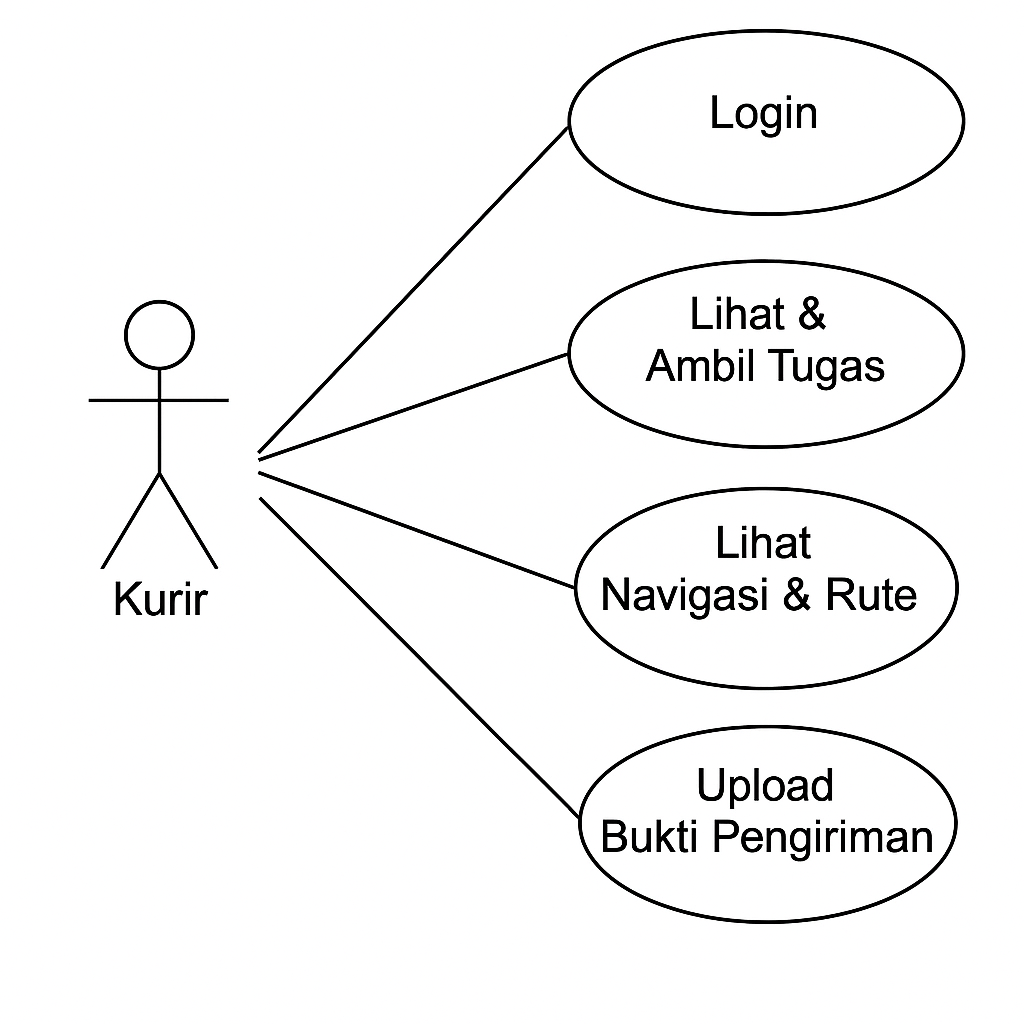 Login
Lihat &
Ambil Tugas
Kurir
Lihat
Navigasi & Rute
Upload
Bukti Pengiriman